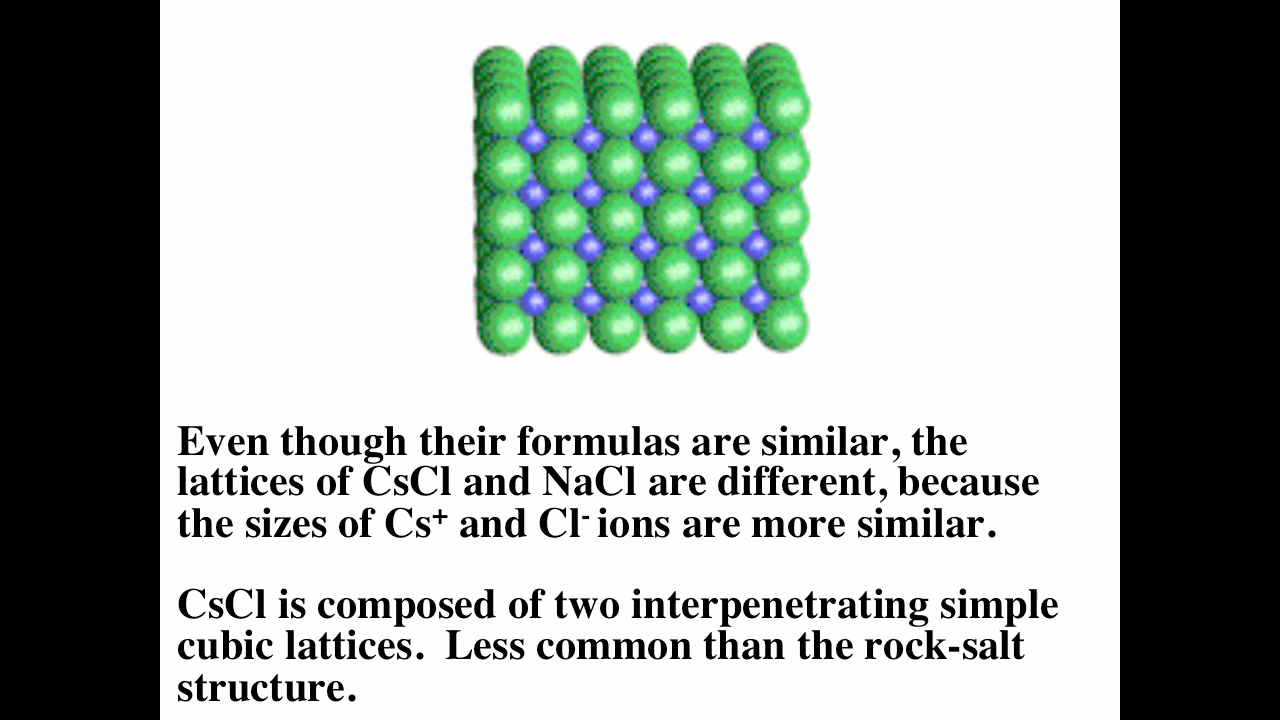 Even though their formulas are similar, the
lattices of CsCl and NaCl are different, because
the sizes of Cs⁺ and Cl⁻ ions are more similar.
CsCl is composed of two interpenetrating simple
cubic lattices.  Less common than the rock-salt
structure.